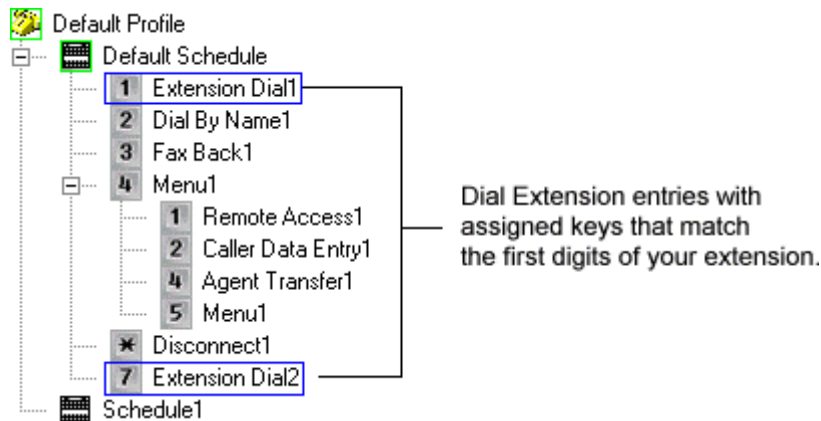 Default Profile
Default Schedule
1 Extension Dial1
2 Dial By Name1
3 Fax Back1
4 Menu1
1 Remote Access1
2 Caller Data Entry1
4 Agent Transfer1
5 Menu1
* Disconnect1
7 Extension Dial2
Schedule1
Dial Extension entries with
assigned keys that match
the first digits of your extension.